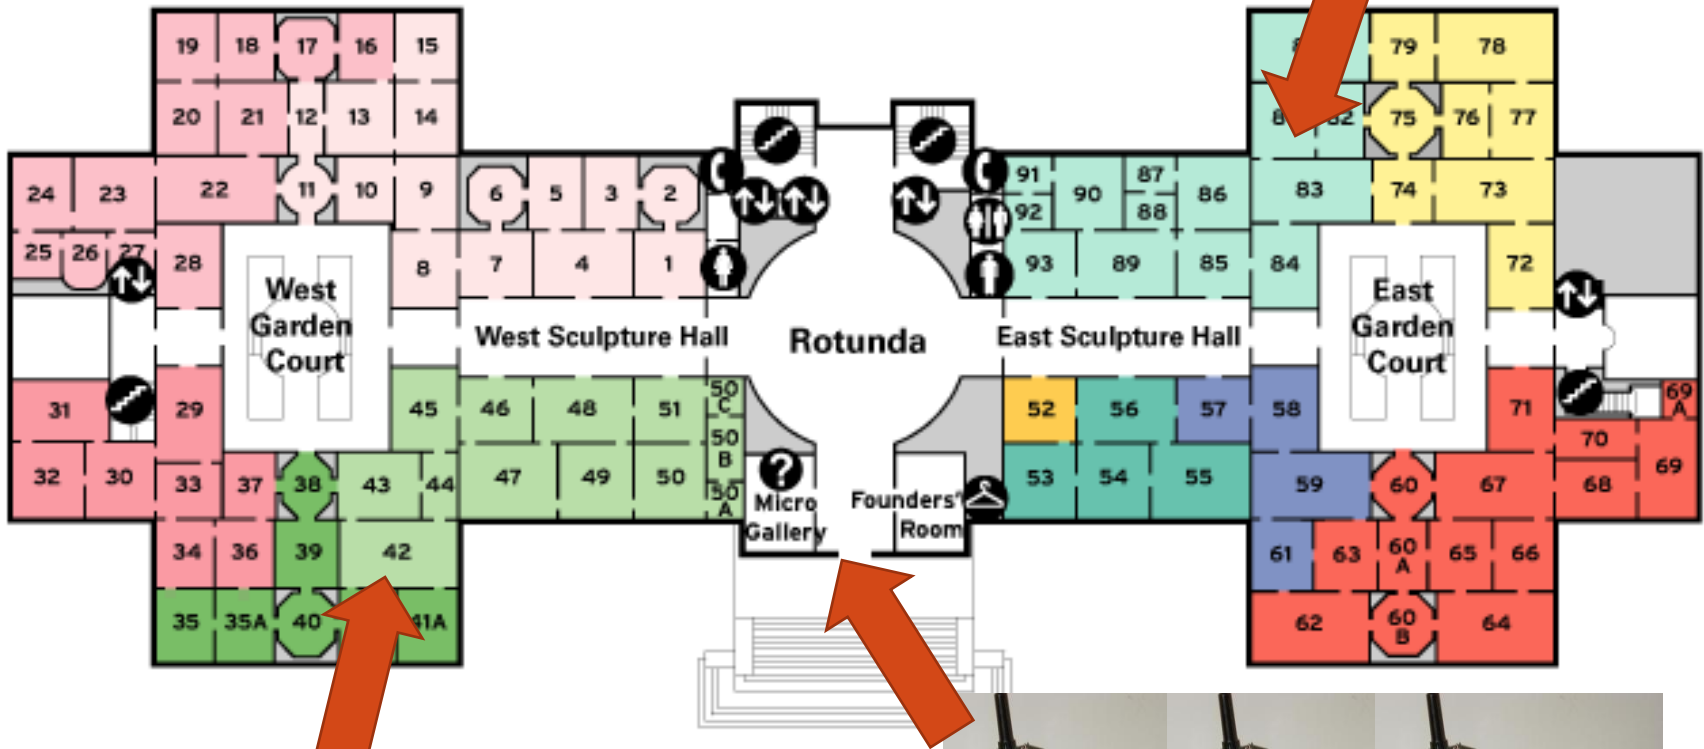 19 18 17 16 15
79 78
20 21 12 13 14
75 76 77
24 23 22 11 10 9 6 5 3 2
91 90 87 86 83 74 73
92 88
25 26 27 28 8 7 4 1
93 89 85 84 72
West
Garden
Court
West Sculpture Hall
Rotunda
East Sculpture Hall
East
Garden
Court
31 29 45 46 48 51
50
C
52 56 57 58 71
69
A
32 30 33 37 38 43 44 47 49 50
50
B
50
A
?
Micro
Gallery
Founders'
Room
53 54 55 59 60 67 70
68 69
34 36 39 42
61 63
60
A
65 66
35 35A 40 41A
62
60
B
64